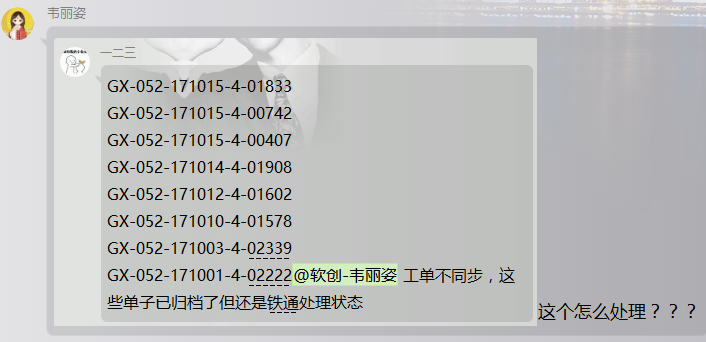 韦丽姿
一二三
GX-052-171015-4-01833
GX-052-171015-4-00742
GX-052-171015-4-00407
GX-052-171014-4-01908
GX-052-171012-4-01602
GX-052-171010-4-01578
GX-052-171003-4-02339
GX-052-171001-4-02222@软创-韦丽姿 工单不同步，这
些单子已归档了但还是铁通处理状态
这个怎么处理？？？